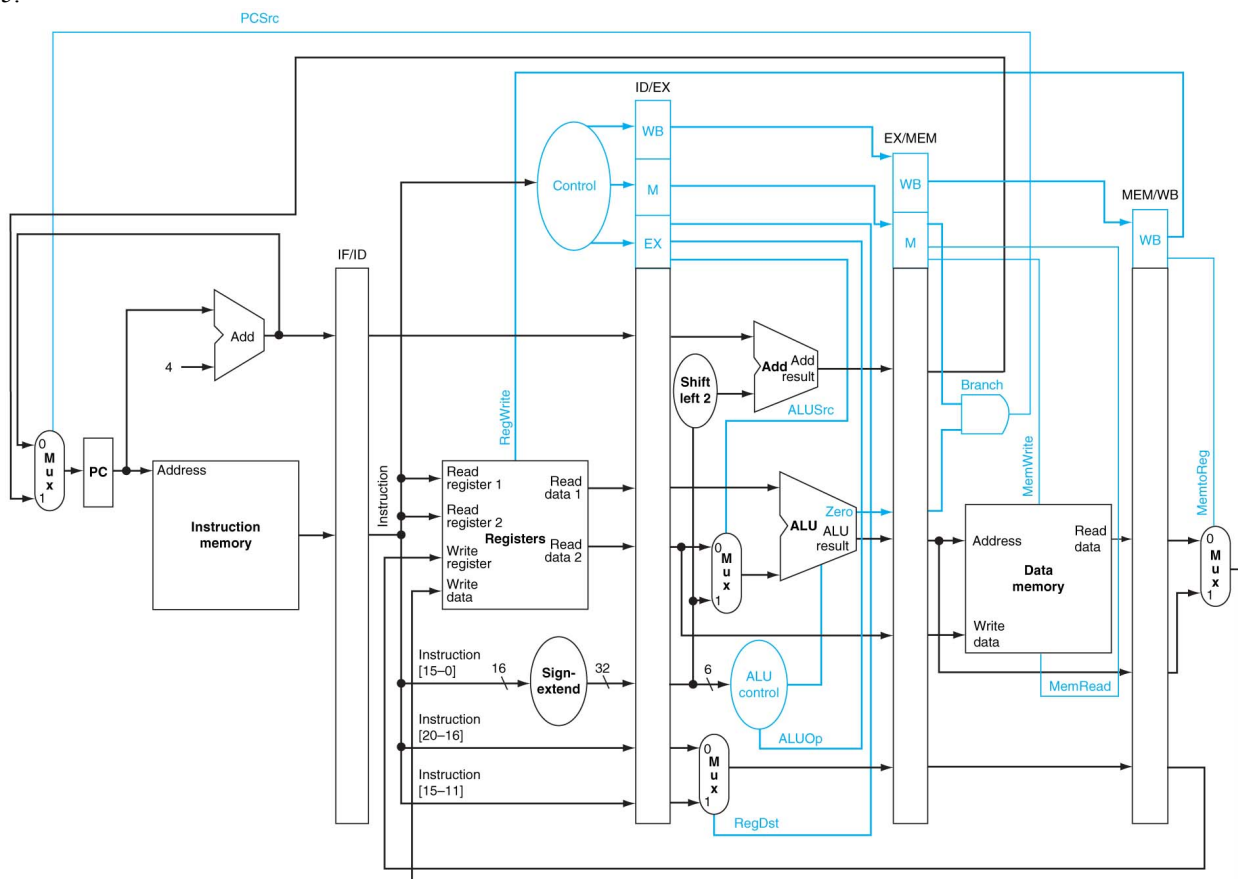 PCSrc
ID/EX
WB
EX/MEM
Control
M
WB
MEM/WB
EX
M
WB
IF/ID
Add
4
Add
Add
result
Shift
left 2
Branch
ALUSrc
RegWrite
MemWrite
MemtoReg
0
M
u
x
1
PC
Address
Instruction
memory
Instruction
Read
register 1
Read
register 2
Registers
Write
register
Write
data
Read
data 1
Read
data 2
0
M
u
x
1
Zero
ALU
ALU
result
Address
Read
data
Data
memory
Write
data
0
M
u
x
1
Instruction
[15–0]
16
Sign-
extend
32
6
ALU
control
MemRead
Instruction
[20–16]
ALUOp
0
M
u
x
1
Instruction
[15–11]
RegDst